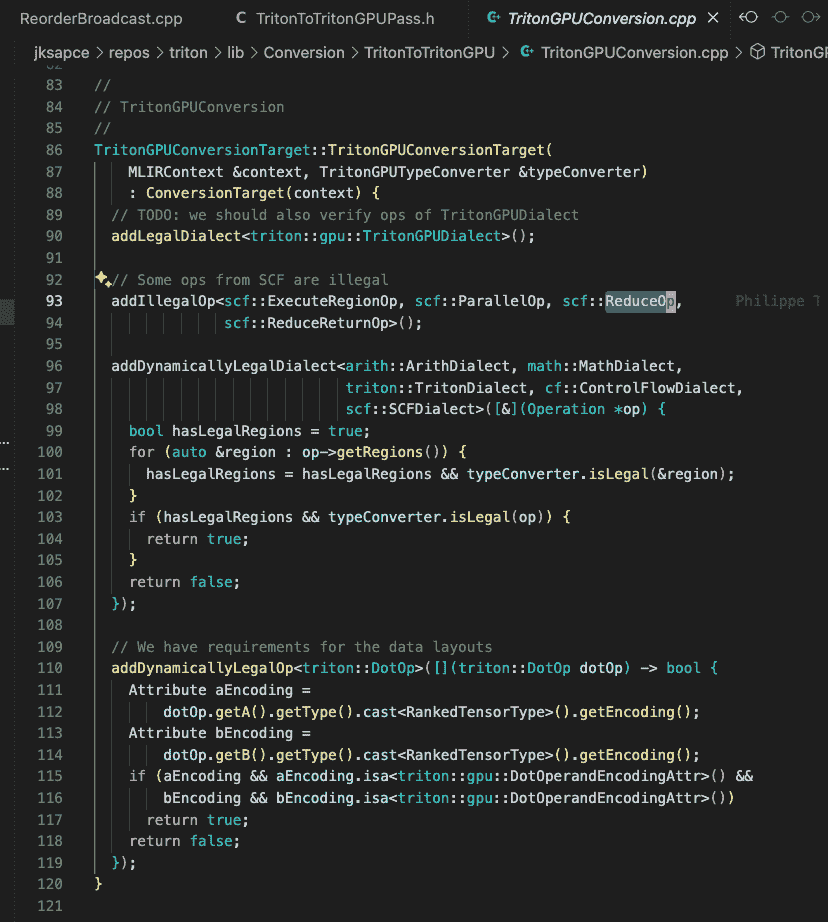 ReorderBroadcast.cpp C TritonToTritonGPUPass.h TritonGPUConversion.cpp
jksapce > repos > triton > lib > Conversion > TritonToTritonGPU > TritonGPUConversion.cpp >
83 //
84 // TritonGPUConversion
85 //
86 TritonGPUConversionTarget::TritonGPUConversionTarget(
87     MLIRContext &context, TritonGPUTypeConverter &typeConverter)
88     : ConversionTarget(context) {
89   // TODO: we should also verify ops of TritonGPUDialect
90   addLegalDialect<triton::gpu::TritonGPUDialect>();
91
92   // Some ops from SCF are illegal
93   addIllegalOp<scf::ExecuteRegionOp, scf::ParallelOp, scf::ReduceOp, Philippe
94                scf::ReduceReturnOp>();
95
96   addDynamicallyLegalDialect<arith::ArithDialect, math::MathDialect,
97                              triton::TritonDialect, cf::ControlFlowDialect,
98                              scf::SCFDialect>([&](Operation *op) {
99     bool hasLegalRegions = true;
100     for (auto &region : op->getRegions()) {
101       hasLegalRegions = hasLegalRegions && typeConverter.isLegal(&region);
102     }
103     if (hasLegalRegions && typeConverter.isLegal(op)) {
104       return true;
105     }
106     return false;
107   });
108
109   // We have requirements for the data layouts
110   addDynamicallyLegalOp<triton::DotOp>([](triton::DotOp dotOp) -> bool {
111     Attribute aEncoding =
112         dotOp.getA().getType().cast<RankedTensorType>().getEncoding();
113     Attribute bEncoding =
114         dotOp.getB().getType().cast<RankedTensorType>().getEncoding();
115     if (aEncoding && aEncoding.isa<triton::gpu::DotOperandEncodingAttr>() &&
116         bEncoding && bEncoding.isa<triton::gpu::DotOperandEncodingAttr>())
117       return true;
118     return false;
119   });
120 }
121